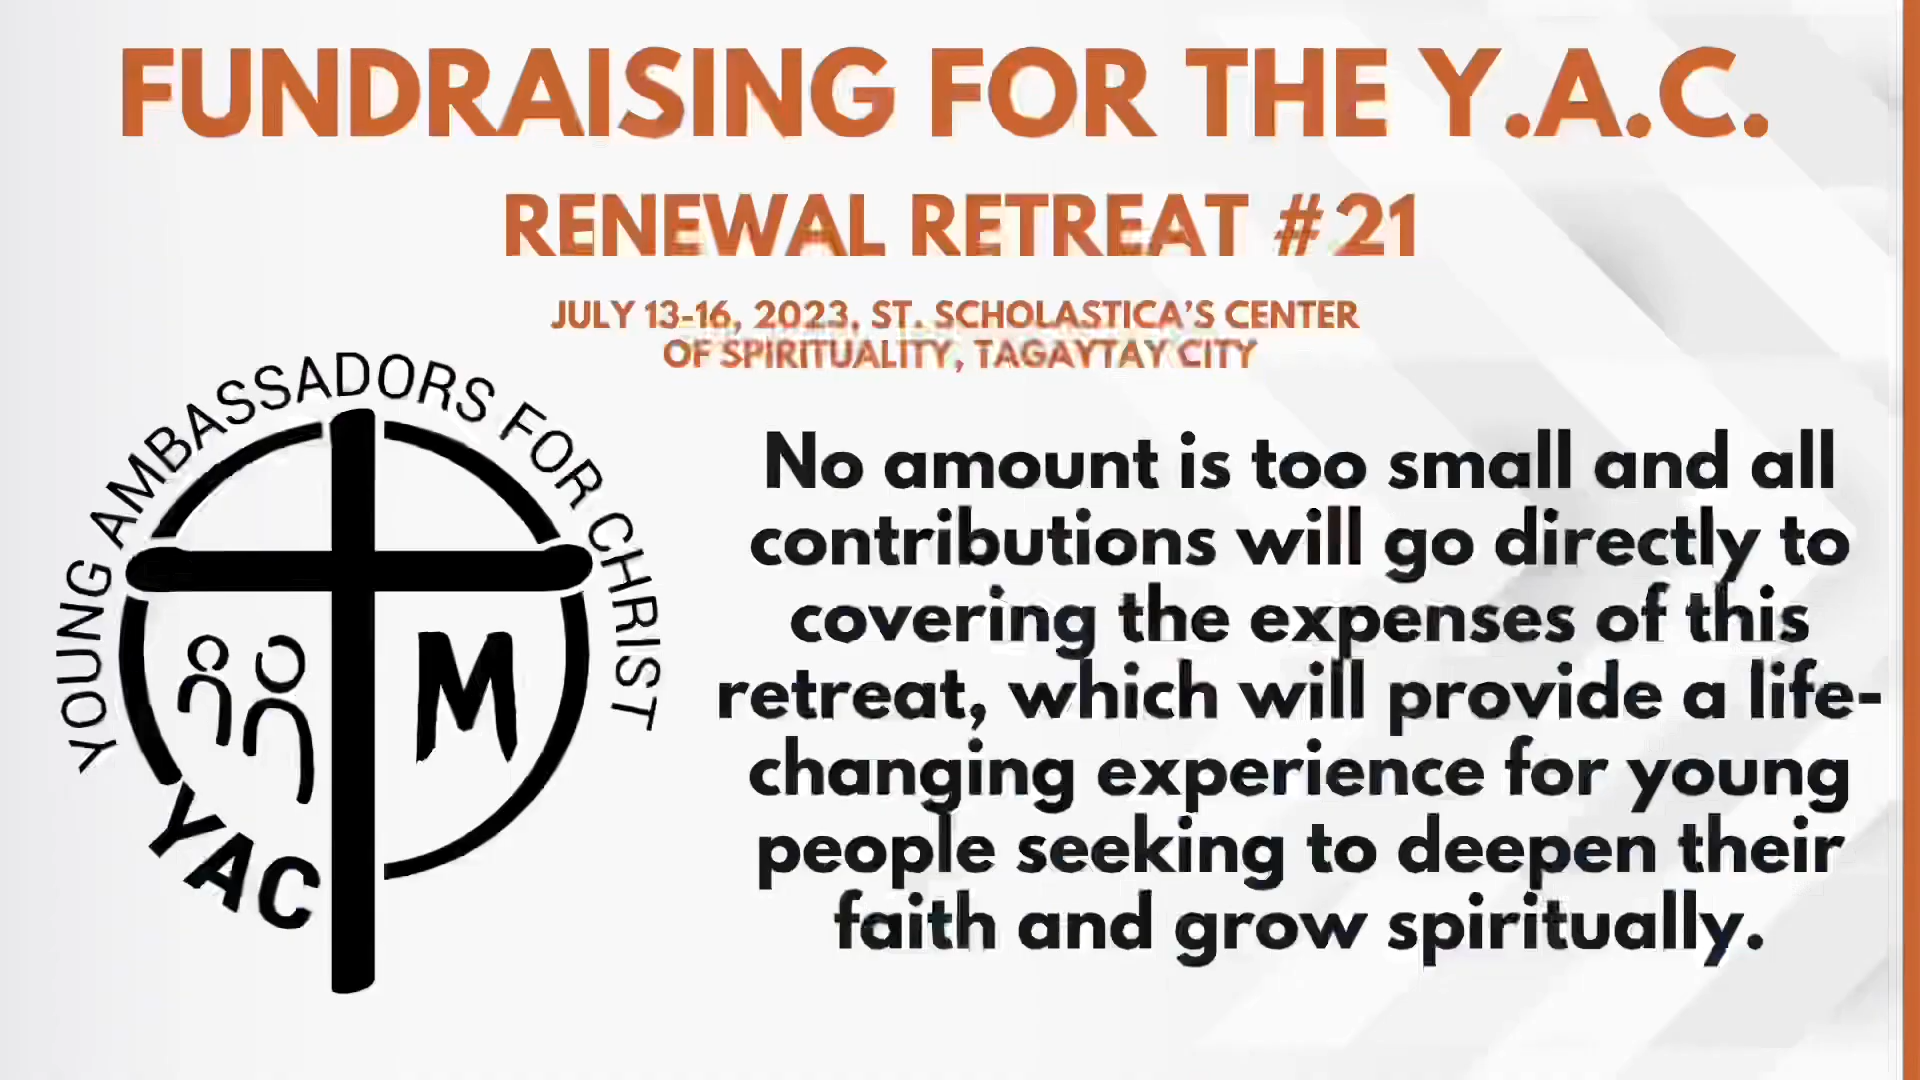 FUNDRAISING FOR THE Y.A.C.
RENEWAL RETREAT #21
JULY 13-16, 2023, ST. SCHOLASTICA'S CENTER
OF SPIRITUALITY, TAGAYTAY CITY
YOUNG AMBASSADORS FOR CHRIST
M
YAC
No amount is too small and all
contributions will go directly to
covering the expenses of this
retreat, which will provide a life-
changing experience for young
people seeking to deepen their
faith and grow spiritually.